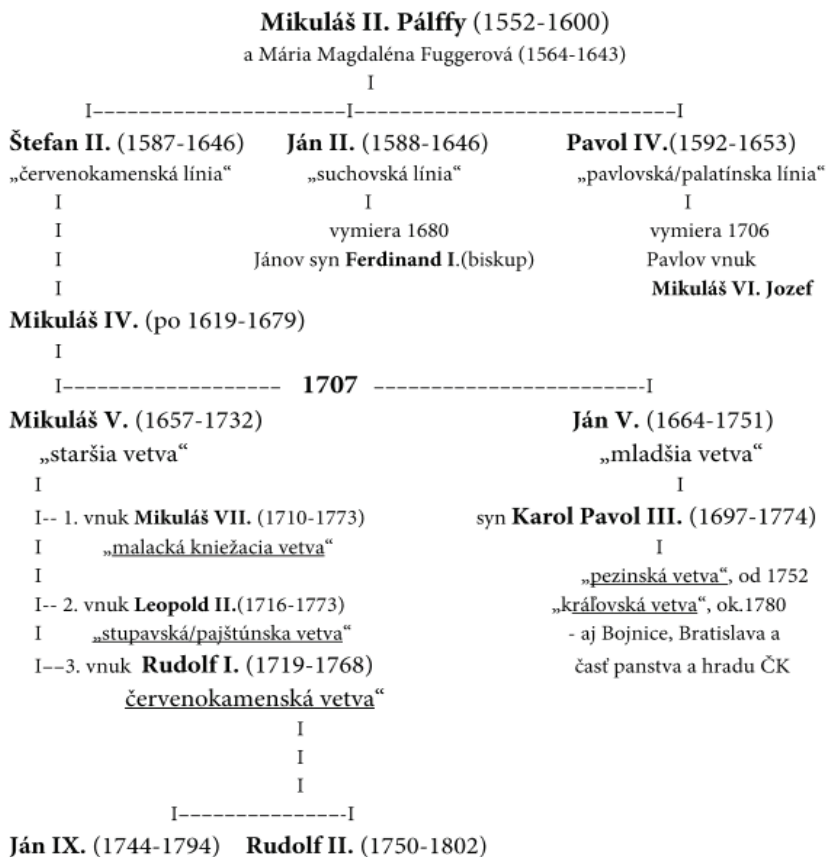 Mikuláš II. Pálffy (1552-1600)
a Mária Magdaléna Fuggerová (1564-1643)
I
I----------------------I----------------------------I
Štefan II. (1587-1646) Ján II. (1588-1646) Pavol IV.(1592-1653)
„červenokamenská línia“ „suchovská línia“ „pavlovská/palatínska línia“
I I I
I vymiera 1680 vymiera 1706
I Jánov syn Ferdinand I.(biskup) Pavlov vnuk
I Mikuláš VI. Jozef
Mikuláš IV. (po 1619-1679)
I
I------------------- 1707 ------------------------I
Mikuláš V. (1657-1732) Ján V. (1664-1751)
„staršia vetva“ „mladšia vetva“
I I
I-- 1. vnuk Mikuláš VII. (1710-1773) syn Karol Pavol III. (1697-1774)
I „malacká kniežacia vetva“ I
I „pezinská vetva“, od 1752
I-- 2. vnuk Leopold II.(1716-1773) „kráľovská vetva“, ok.1780
I „stupavská/pajštúnska vetva“ - aj Bojnice, Bratislava a
I--3. vnuk Rudolf I. (1719-1768) časť panstva a hradu ČK
červenokamenská vetva“
I
I
I
I---------------I
Ján IX. (1744-1794) Rudolf II. (1750-1802)